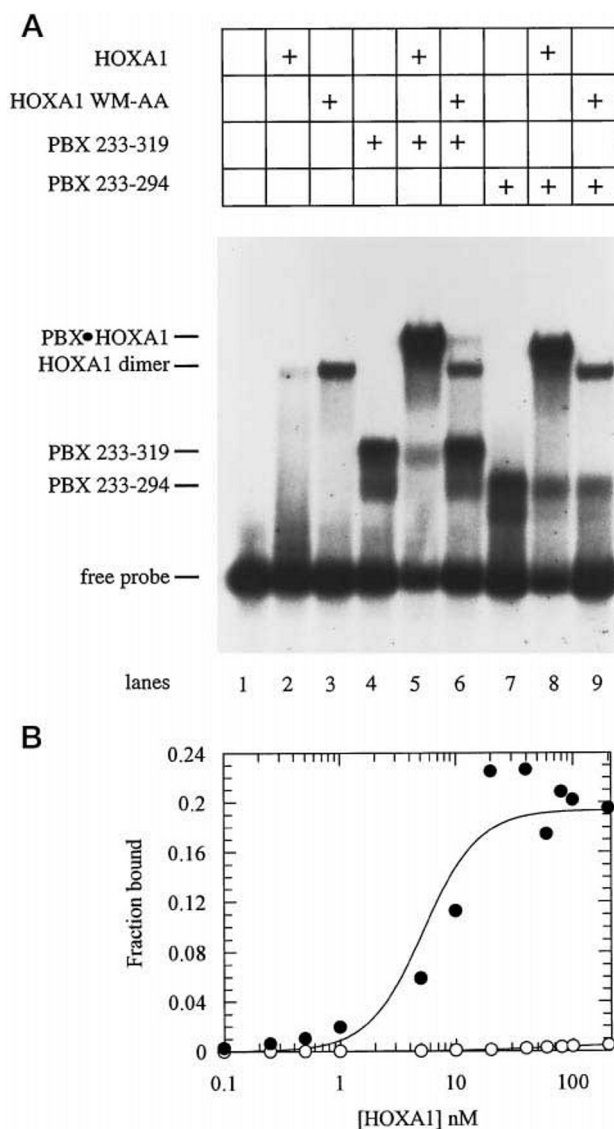 A
HOXA1 + + +
HOXA1 WM-AA + + +
PBX 233-319 + + +
PBX 233-294 + + +
PBX●HOXA1
HOXA1 dimer
PBX 233-319
PBX 233-294
free probe
lanes 1 2 3 4 5 6 7 8 9
B
0.24
0.2
0.16
0.12
0.08
0.04
0
Fraction bound
0.1 1 10 100
[HOXA1] nM